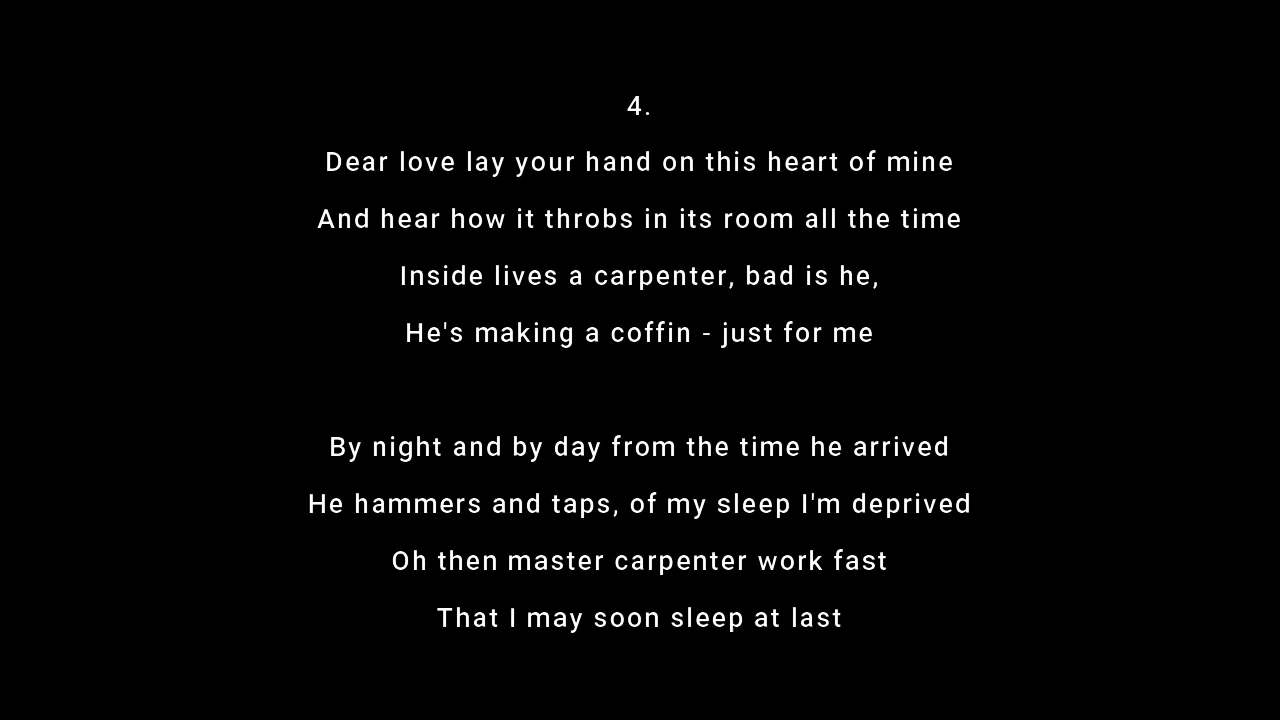 4.
Dear love lay your hand on this heart of mine
And hear how it throbs in its room all the time
Inside lives a carpenter, bad is he,
He's making a coffin - just for me
By night and by day from the time he arrived
He hammers and taps, of my sleep I'm deprived
Oh then master carpenter work fast
That I may soon sleep at last